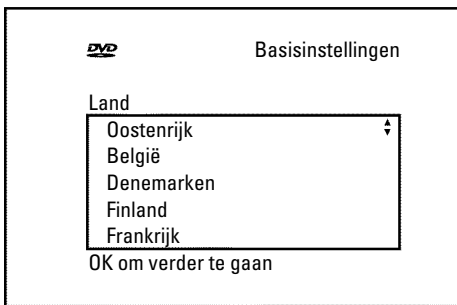 DVD Basisinstellingen
Land
Oostenrijk
België
Denemarken
Finland
Frankrijk
OK om verder te gaan